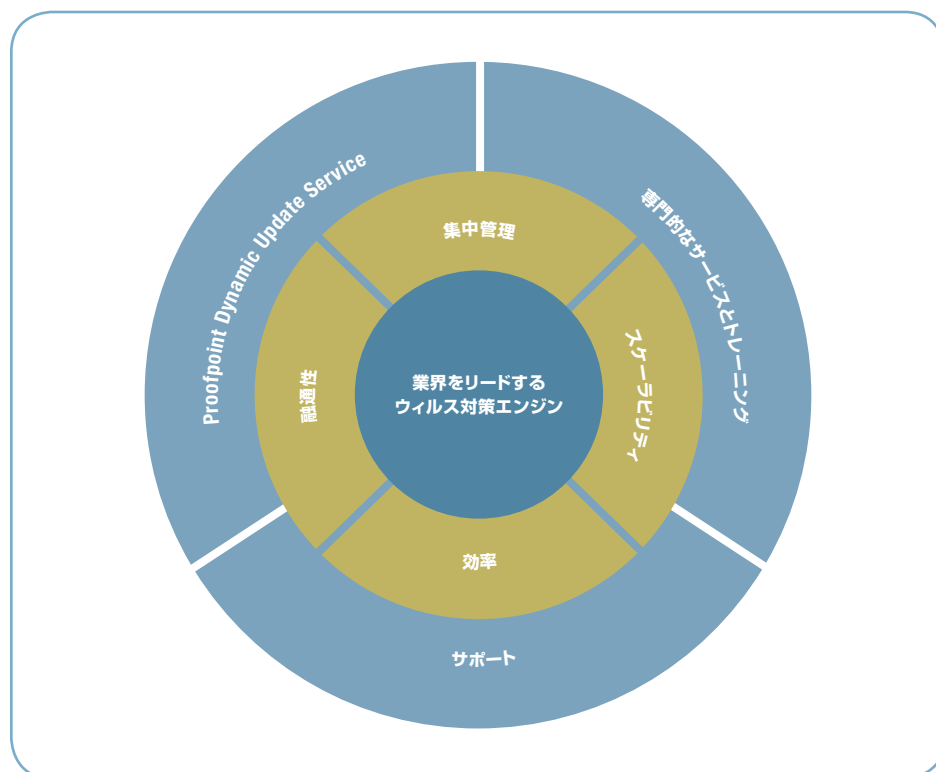 Proofpoint Dynamic Update Service
専門的なサービスとトレーニング
集中管理
融通性
業界をリードする
ウィルス対策エンジン
スケーラビリティ
効率
サポート